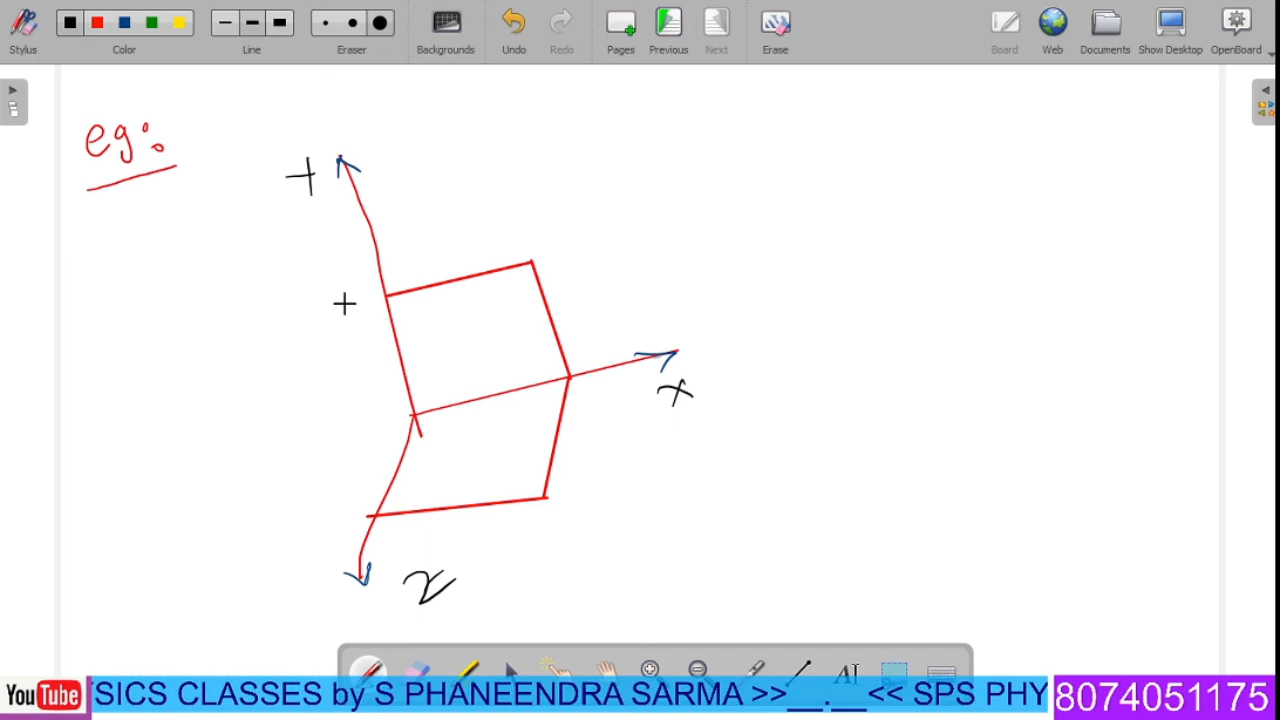 Stylus Color Line Eraser Backgrounds Undo Redo Pages Previous Next Erase Board Web Documents Show Desktop OpenBoard
eg:
+
+
x
z
YouTube SICS CLASSES by S PHANEENDRA SARMA >>__.__<< SPS PHY 8074051175